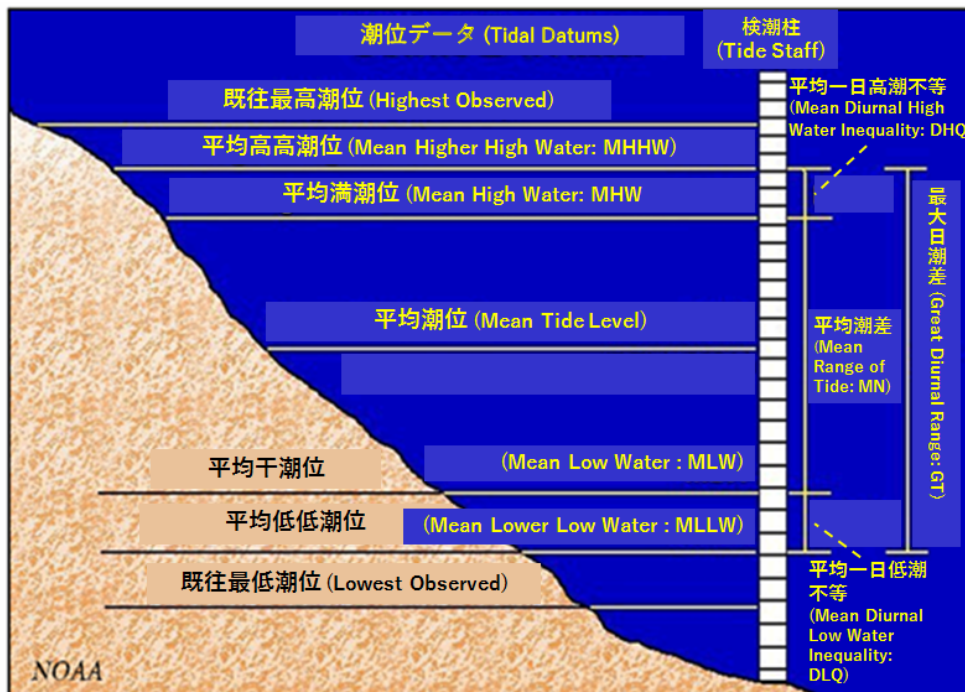 潮位データ (Tidal Datums)
検潮柱
(Tide Staff)
既往最高潮位 (Highest Observed)
平均高高潮位 (Mean Higher High Water: MHHW)
平均満潮位 (Mean High Water: MHW
平均潮位 (Mean Tide Level)
平均干潮位
(Mean Low Water : MLW)
平均低低潮位
(Mean Lower Low Water : MLLW)
既往最低潮位 (Lowest Observed)
平均一日高潮不等
(Mean Diurnal High
Water Inequality: DHQ)
平均潮差
(Mean
Range of
Tide: MN)
最大日潮差 (Great Diurnal Range: GT)
平均一日低潮
不等
(Mean Diurnal
Low Water
Inequality:
DLQ)
NOAA